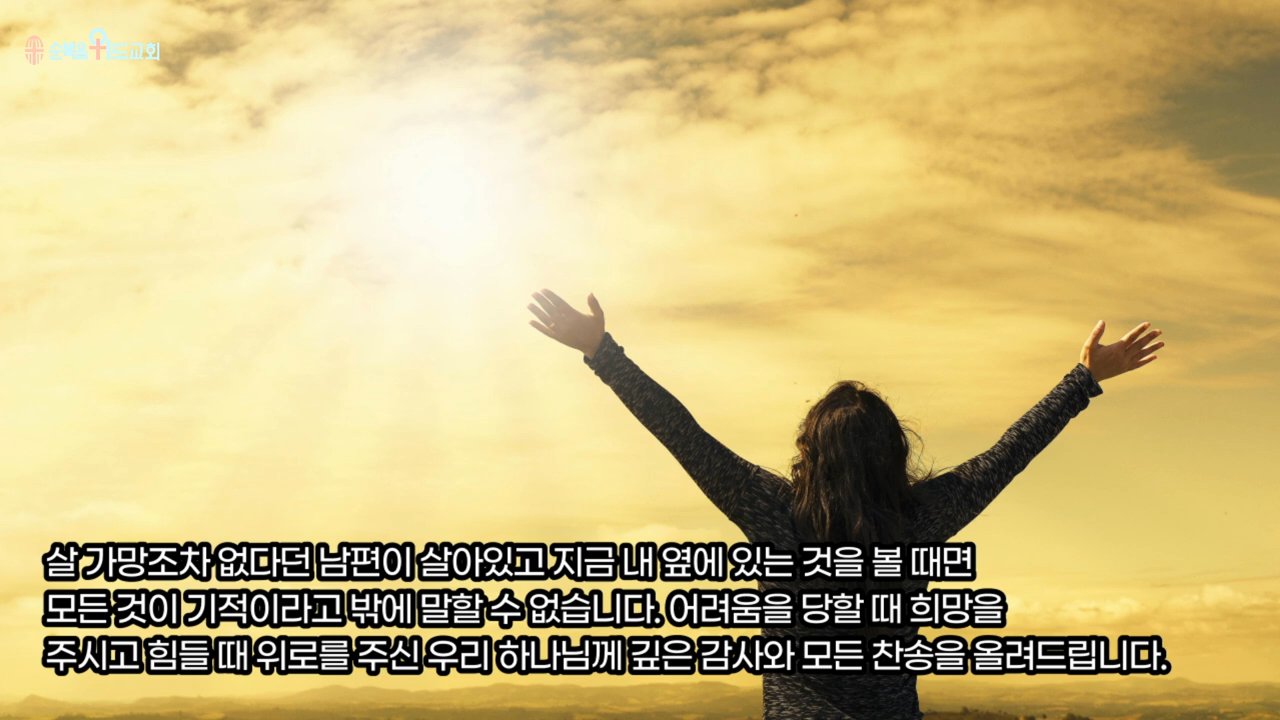 살 가망조차 없다던 남편이 살아있고 지금 내 옆에 있는 것을 볼 때면
모든 것이 기적이라고 밖에 말할 수 없습니다. 어려움을 당할 때 희망을
주시고 힘들 때 위로를 주신 우리 하나님께 깊은 감사와 모든 찬송을 올려드립니다.